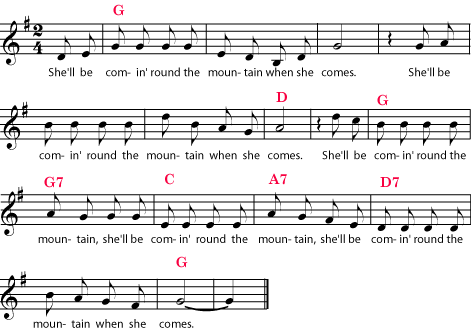 G
2
4
She'll be com- in' round the moun- tain when she comes. She'll be
D G
com- in' round the moun- tain when she comes. She'll be com- in' round the
G7 C A7 D7
moun- tain, she'll be com- in' round the moun- tain, she'll be com- in' round the
G
moun- tain when she comes.